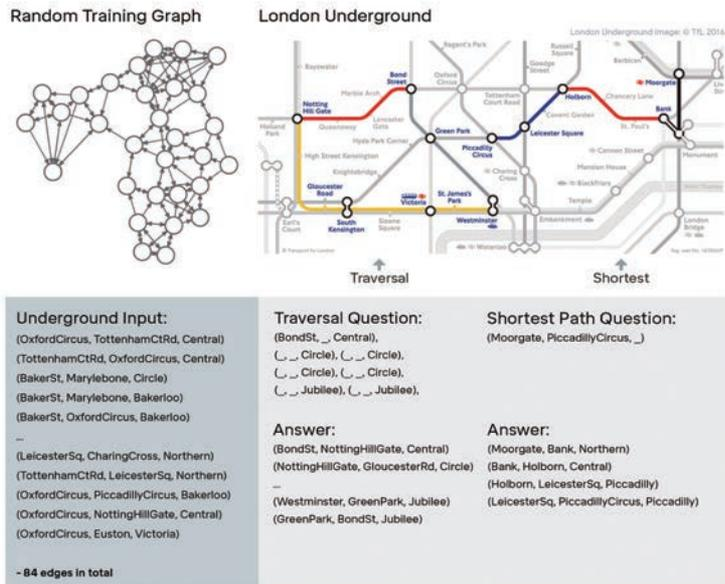 Random Training Graph
London Underground
London Underground Image: © TfL 2016
Regent's Park
Russell
Square
Barbican
Bayswater
Bond
Street
Oxford
Circus
Goodge
Street
Moorgate
Marble Arch
Tottenham
Court Road
Holborn
Chancery Lane
Notting
Hill Gate
Bank
Holland
Park
Queensway
Lancaster
Gate
Covent Garden
St. Paul's
Green Park
Leicester Square
Hyde Park Corner
Piccadilly
Circus
Cannon Street
Monument
High Street Kensington
Mansion House
Knightsbridge
Charing
Cross
Blackfriars
Gloucester
Road
Victoria
St. James's
Park
Temple
Earl's
Court
South
Kensington
Sloane
Square
Westminster
Embankment
London
Bridge
Waterloo
Traversal
Shortest
Underground Input:
(OxfordCircus, TottenhamCtRd, Central)
(TottenhamCtRd, OxfordCircus, Central)
(BakerSt, Marylebone, Circle)
(BakerSt, Marylebone, Bakerloo)
(BakerSt, OxfordCircus, Bakerloo)
...
(LeicesterSq, CharingCross, Northern)
(TottenhamCtRd, LeicesterSq, Northern)
(OxfordCircus, PiccadillyCircus, Bakerloo)
(OxfordCircus, NottingHillGate, Central)
(OxfordCircus, Euston, Victoria)
~ 84 edges in total
Traversal Question:
(BondSt, _, Central),
(_, _, Circle), (_, _, Circle),
(_, _, Circle), (_, _, Circle),
(_, _, Jubilee), (_, _, Jubilee),
Answer:
(BondSt, NottingHillGate, Central)
(NottingHillGate, GloucesterRd, Circle)
...
(Westminster, GreenPark, Jubilee)
(GreenPark, BondSt, Jubilee)
Shortest Path Question:
(Moorgate, PiccadillyCircus, _)
Answer:
(Moorgate, Bank, Northern)
(Bank, Holborn, Central)
(Holborn, LeicesterSq, Piccadilly)
(LeicesterSq, PiccadillyCircus, Piccadilly)